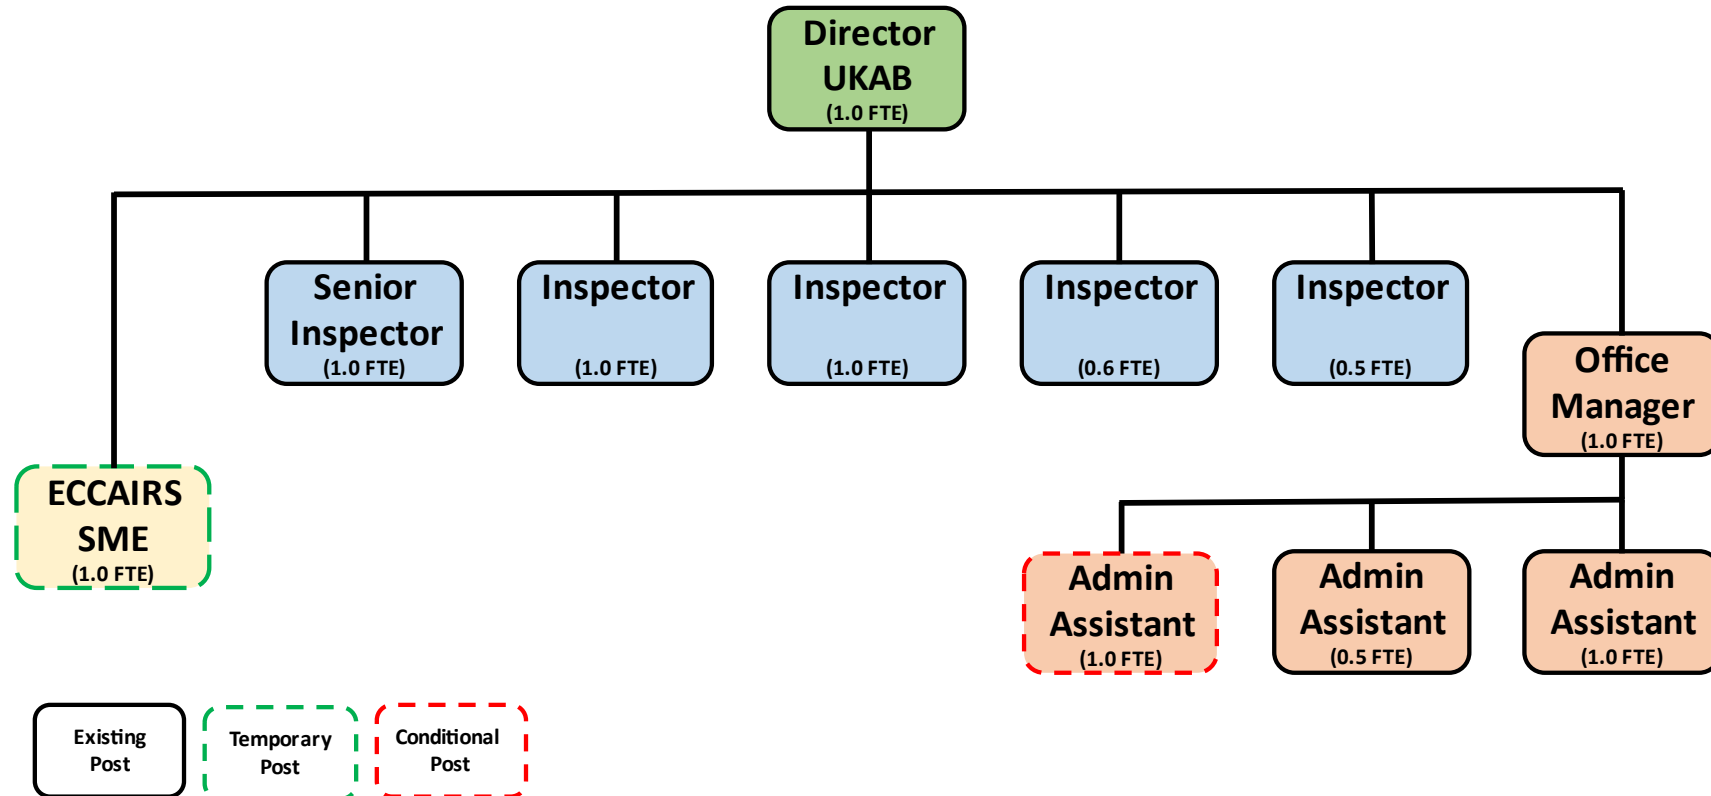 Director
UKAB
(1.0 FTE)
Senior
Inspector
(1.0 FTE)
Inspector
(1.0 FTE)
Inspector
(1.0 FTE)
Inspector
(0.6 FTE)
Inspector
(0.5 FTE)
Office
Manager
(1.0 FTE)
ECCAIRS
SME
(1.0 FTE)
Admin
Assistant
(1.0 FTE)
Admin
Assistant
(0.5 FTE)
Admin
Assistant
(1.0 FTE)
Existing
Post
Temporary
Post
Conditional
Post